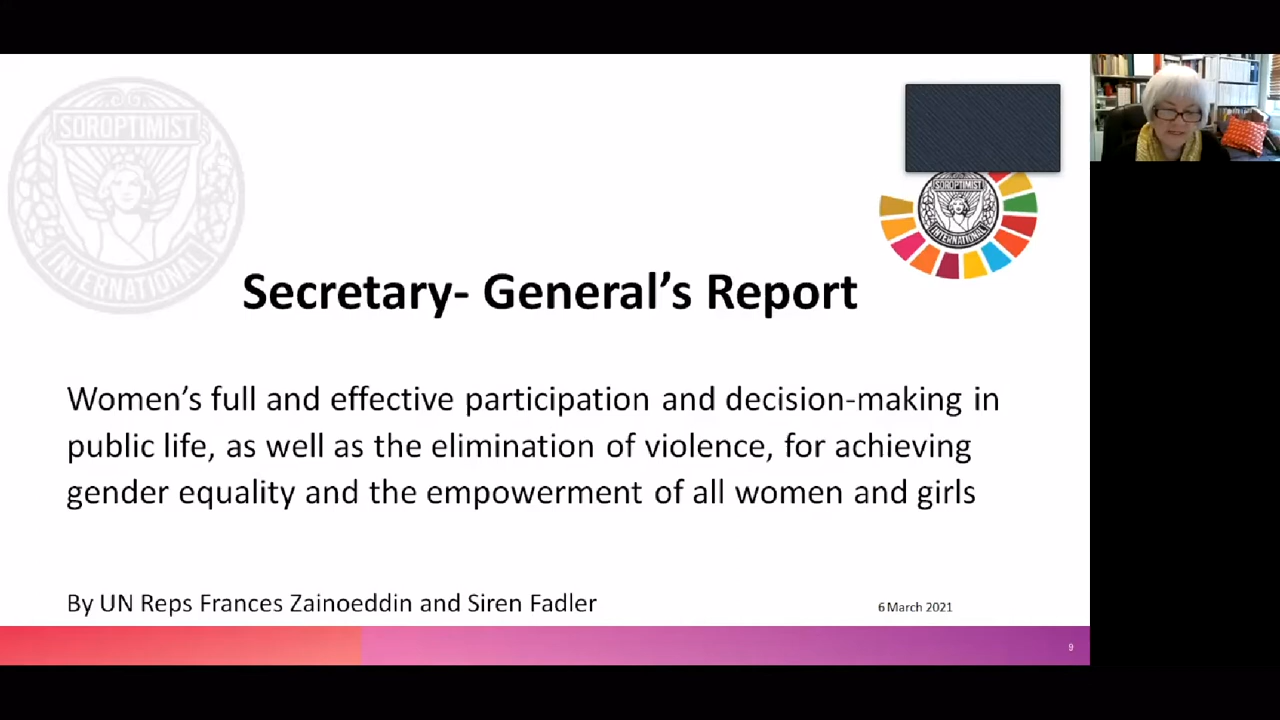 SOROPTIMIST
INTERNATIONAL
SOROPTIMIST
INTERNATIONAL
Secretary- General’s Report
Women’s full and effective participation and decision-making in
public life, as well as the elimination of violence, for achieving
gender equality and the empowerment of all women and girls
By UN Reps Frances Zainoeddin and Siren Fadler
6 March 2021
9